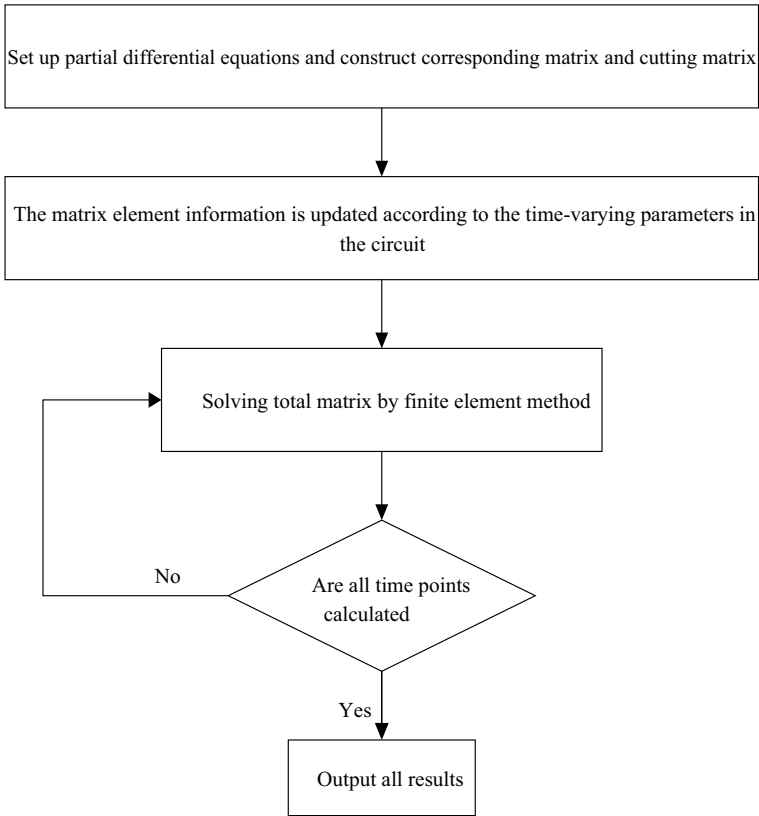 Set up partial differential equations and construct corresponding matrix and cutting matrix
The matrix element information is updated according to the time-varying parameters in
the circuit
Solving total matrix by finite element method
No
Are all time points
calculated
Yes
Output all results